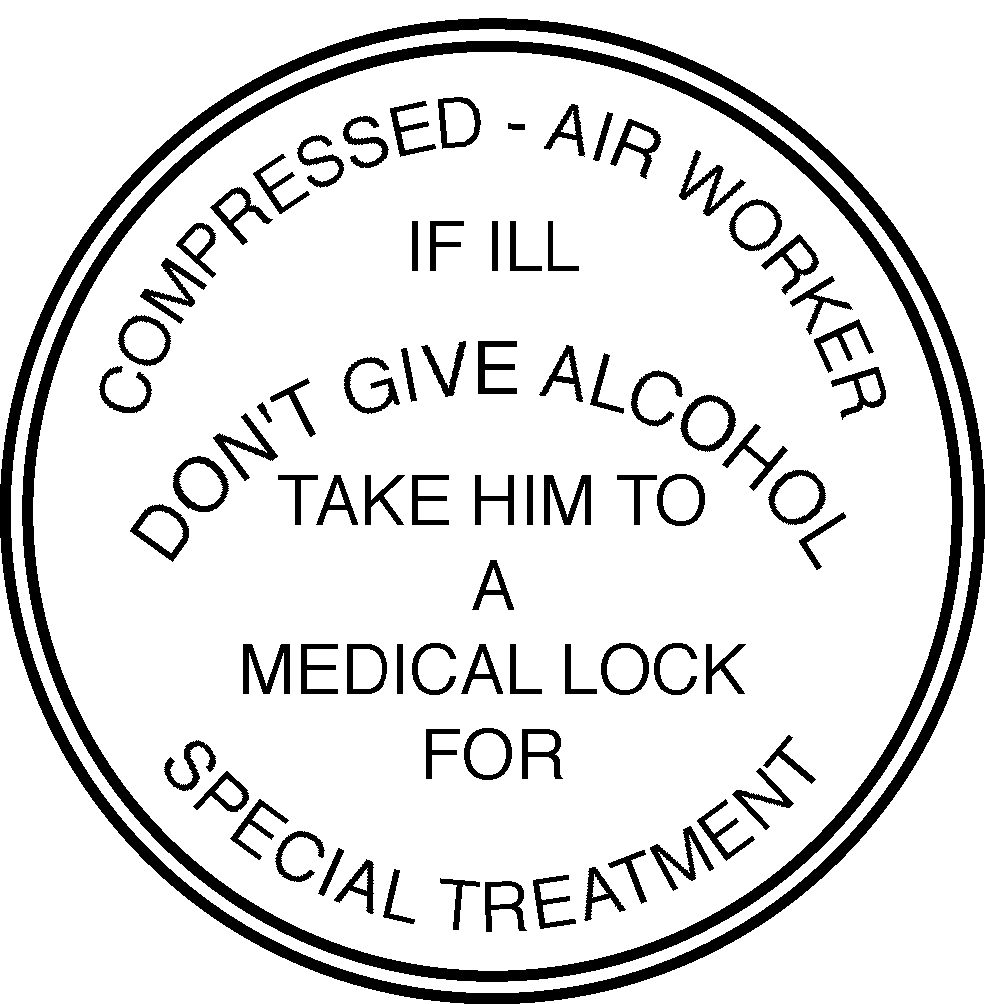 COMPRESSED - AIR WORKER
IF ILL
DON'T GIVE ALCOHOL
TAKE HIM TO
A
MEDICAL LOCK
FOR
SPECIAL TREATMENT